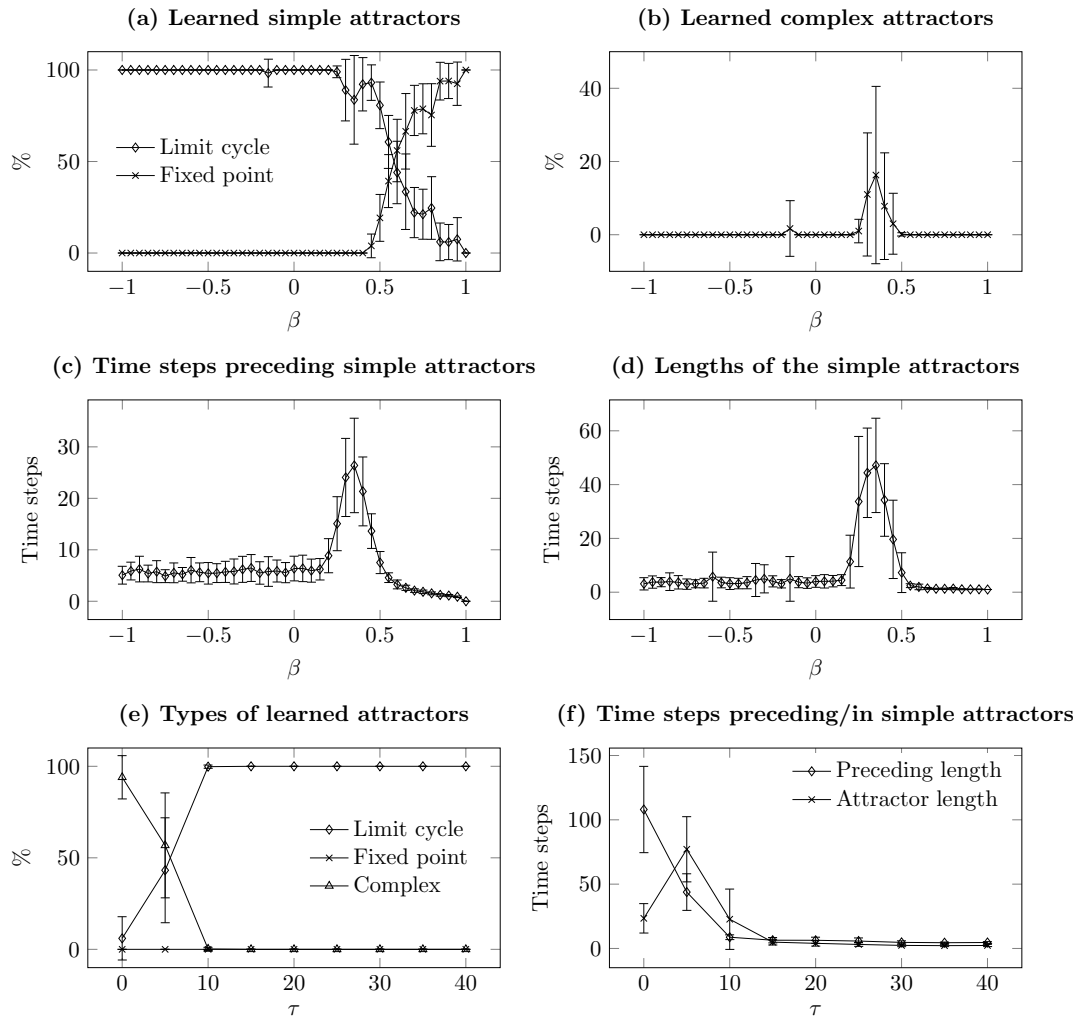 (a) Learned simple attractors
100
50
0
%
Limit cycle
Fixed point
−1 −0.5 0 0.5 1
β
(b) Learned complex attractors
40
20
0
%
−1 −0.5 0 0.5 1
β
(c) Time steps preceding simple attractors
30
20
10
0
Time steps
−1 −0.5 0 0.5 1
β
(d) Lengths of the simple attractors
60
40
20
0
Time steps
−1 −0.5 0 0.5 1
β
(e) Types of learned attractors
100
50
0
%
Limit cycle
Fixed point
Complex
0 10 20 30 40
τ
(f) Time steps preceding/in simple attractors
150
100
50
0
Time steps
Preceding length
Attractor length
0 10 20 30 40
τ